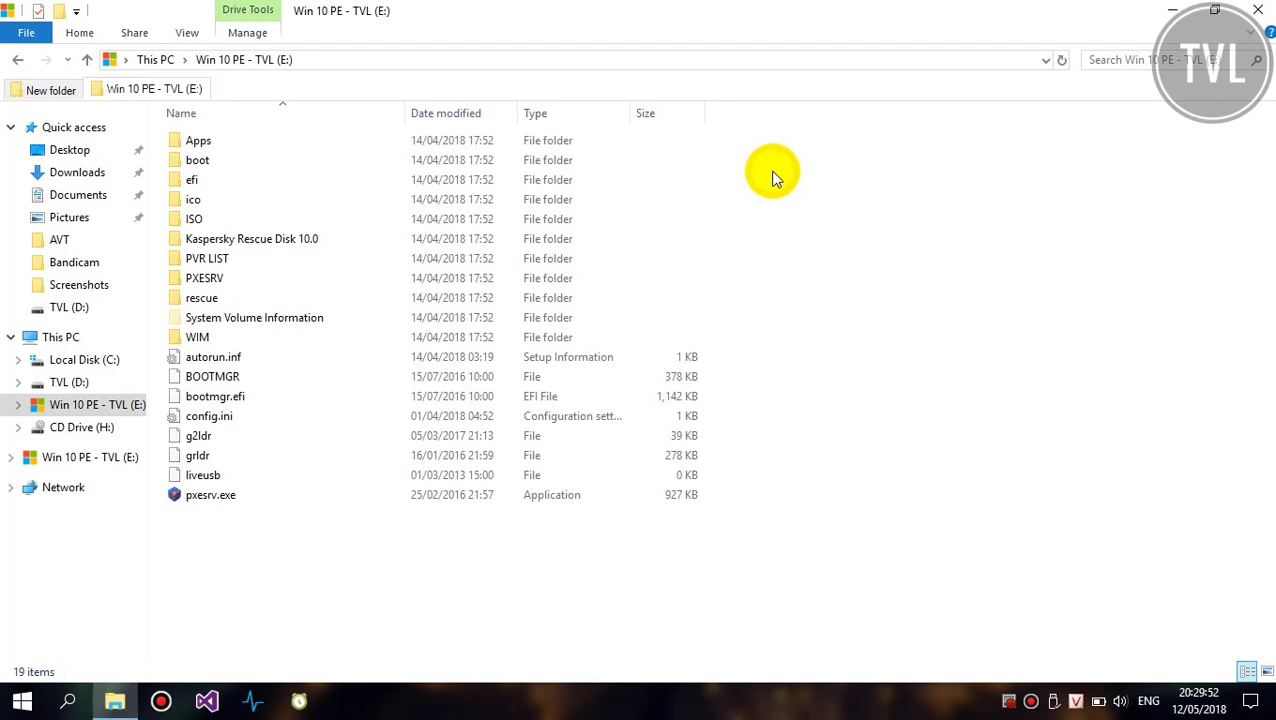 Drive Tools Win 10 PE - TVL (E:)
File Home Share View Manage
This PC Win 10 PE - TVL (E:) Search Win 10 PE - TVL (E:)
TVL
New folder Win 10 PE - TVL (E:)
Name Date modified Type Size
Quick access
Desktop
Downloads
Documents
Pictures
AVT
Bandicam
Screenshots
TVL (D:)
This PC
Local Disk (C:)
TVL (D:)
Win 10 PE - TVL (E:)
CD Drive (H:)
Win 10 PE - TVL (E:)
Network
Apps 14/04/2018 17:52 File folder
boot 14/04/2018 17:52 File folder
efi 14/04/2018 17:52 File folder
ico 14/04/2018 17:52 File folder
ISO 14/04/2018 17:52 File folder
Kaspersky Rescue Disk 10.0 14/04/2018 17:52 File folder
PVR LIST 14/04/2018 17:52 File folder
PXESRV 14/04/2018 17:52 File folder
rescue 14/04/2018 17:52 File folder
System Volume Information 14/04/2018 17:52 File folder
WIM 14/04/2018 17:52 File folder
autorun.inf 14/04/2018 03:19 Setup Information 1 KB
BOOTMGR 15/07/2016 10:00 File 378 KB
bootmgr.efi 15/07/2016 10:00 EFI File 1,142 KB
config.ini 01/04/2018 04:52 Configuration sett... 1 KB
g2ldr 05/03/2017 21:13 File 39 KB
grldr 16/01/2016 21:59 File 278 KB
liveusb 01/03/2013 15:00 File 0 KB
pxesrv.exe 25/02/2016 21:57 Application 927 KB
19 items
V ENG 20:29:52
12/05/2018